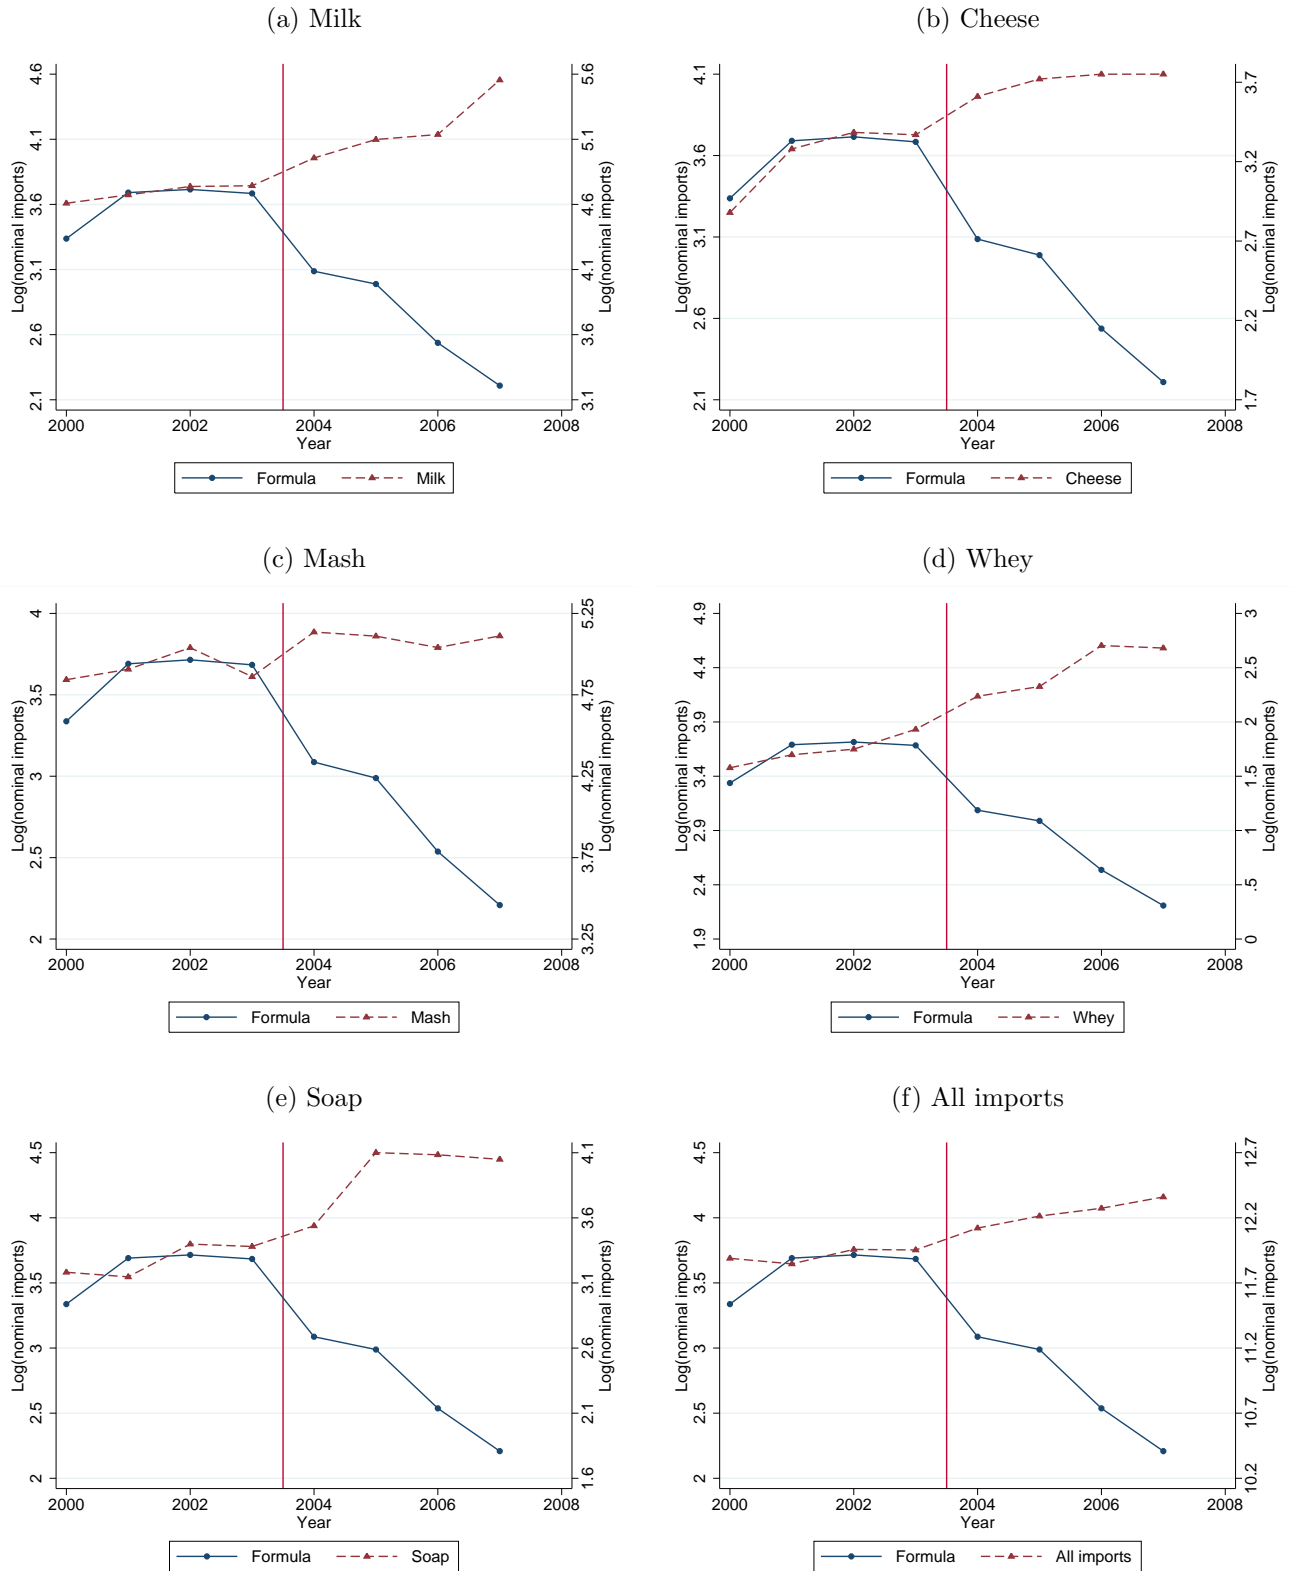 (a) Milk
Log(nominal imports)
4.6
4.1
3.6
3.1
2.6
2.1
5.6
5.1
4.6
4.1
3.6
3.1
Log(nominal imports)
2000 2002 2004 2006 2008
Year
Formula Milk
(b) Cheese
Log(nominal imports)
4.1
3.6
3.1
2.6
2.1
3.7
3.2
2.7
2.2
1.7
Log(nominal imports)
2000 2002 2004 2006 2008
Year
Formula Cheese
(c) Mash
Log(nominal imports)
4
3.5
3
2.5
2
5.25
4.75
4.25
3.75
3.25
Log(nominal imports)
2000 2002 2004 2006 2008
Year
Formula Mash
(d) Whey
Log(nominal imports)
4.9
4.4
3.9
3.4
2.9
2.4
1.9
3
2.5
2
1.5
1
.5
0
Log(nominal imports)
2000 2002 2004 2006 2008
Year
Formula Whey
(e) Soap
Log(nominal imports)
4.5
4
3.5
3
2.5
2
4.1
3.6
3.1
2.6
2.1
1.6
Log(nominal imports)
2000 2002 2004 2006 2008
Year
Formula Soap
(f) All imports
Log(nominal imports)
4.5
4
3.5
3
2.5
2
12.7
12.2
11.7
11.2
10.7
10.2
Log(nominal imports)
2000 2002 2004 2006 2008
Year
Formula All imports